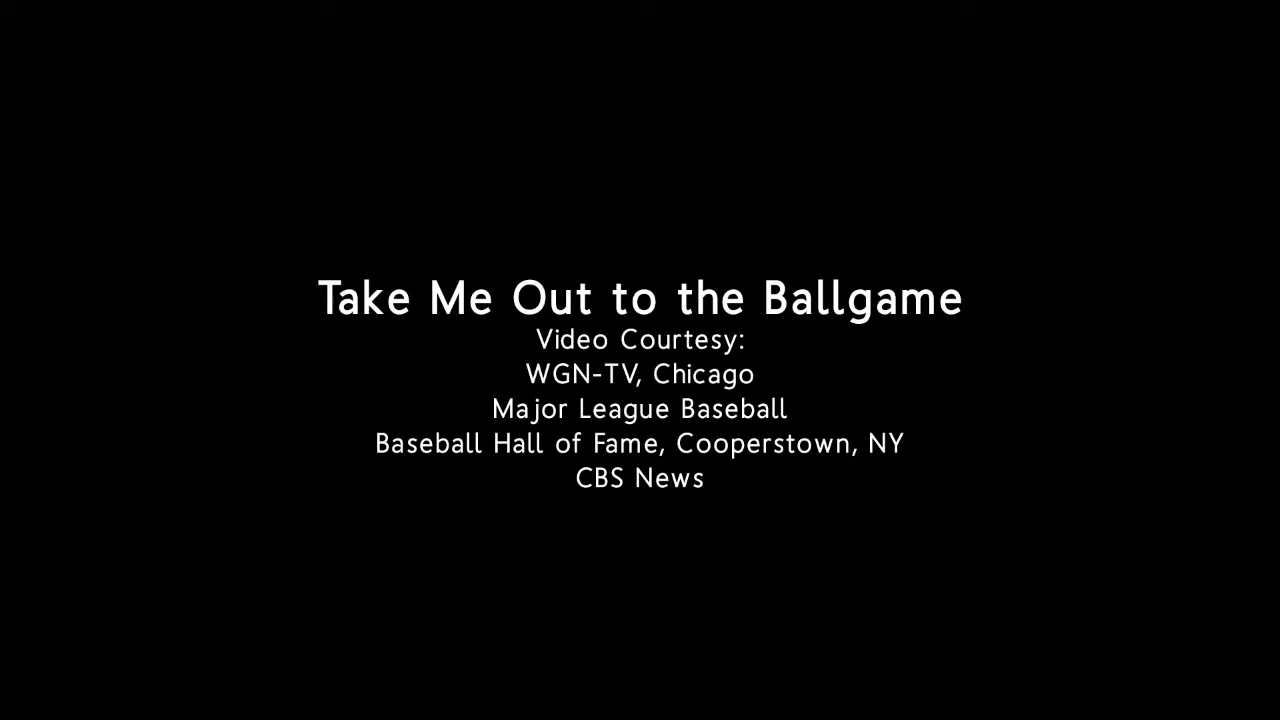 Take Me Out to the Ballgame
Video Courtesy:
WGN-TV, Chicago
Major League Baseball
Baseball Hall of Fame, Cooperstown, NY
CBS News